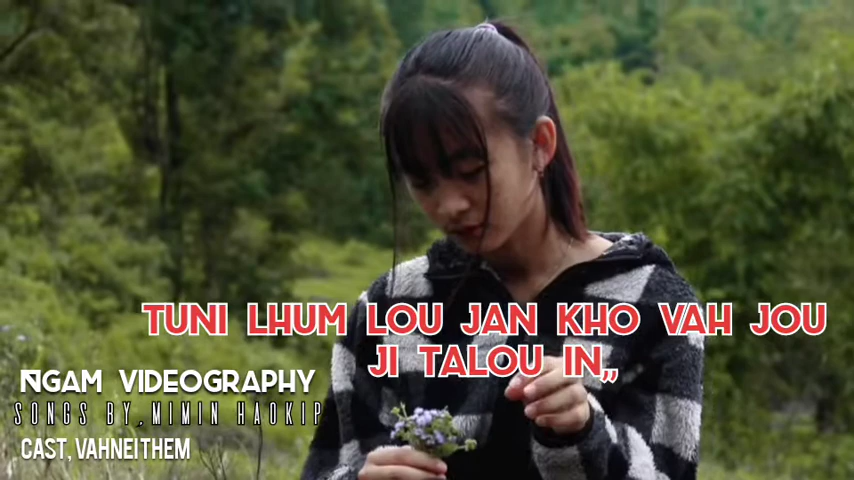 TUNI LHUM LOU JAN KHO VAH JOU
JI TALOU IN,,
NGAM VIDEOGRAPHY
SONGS BY,,MIMIN HAOKIP
CAST, VAHNEITHEM